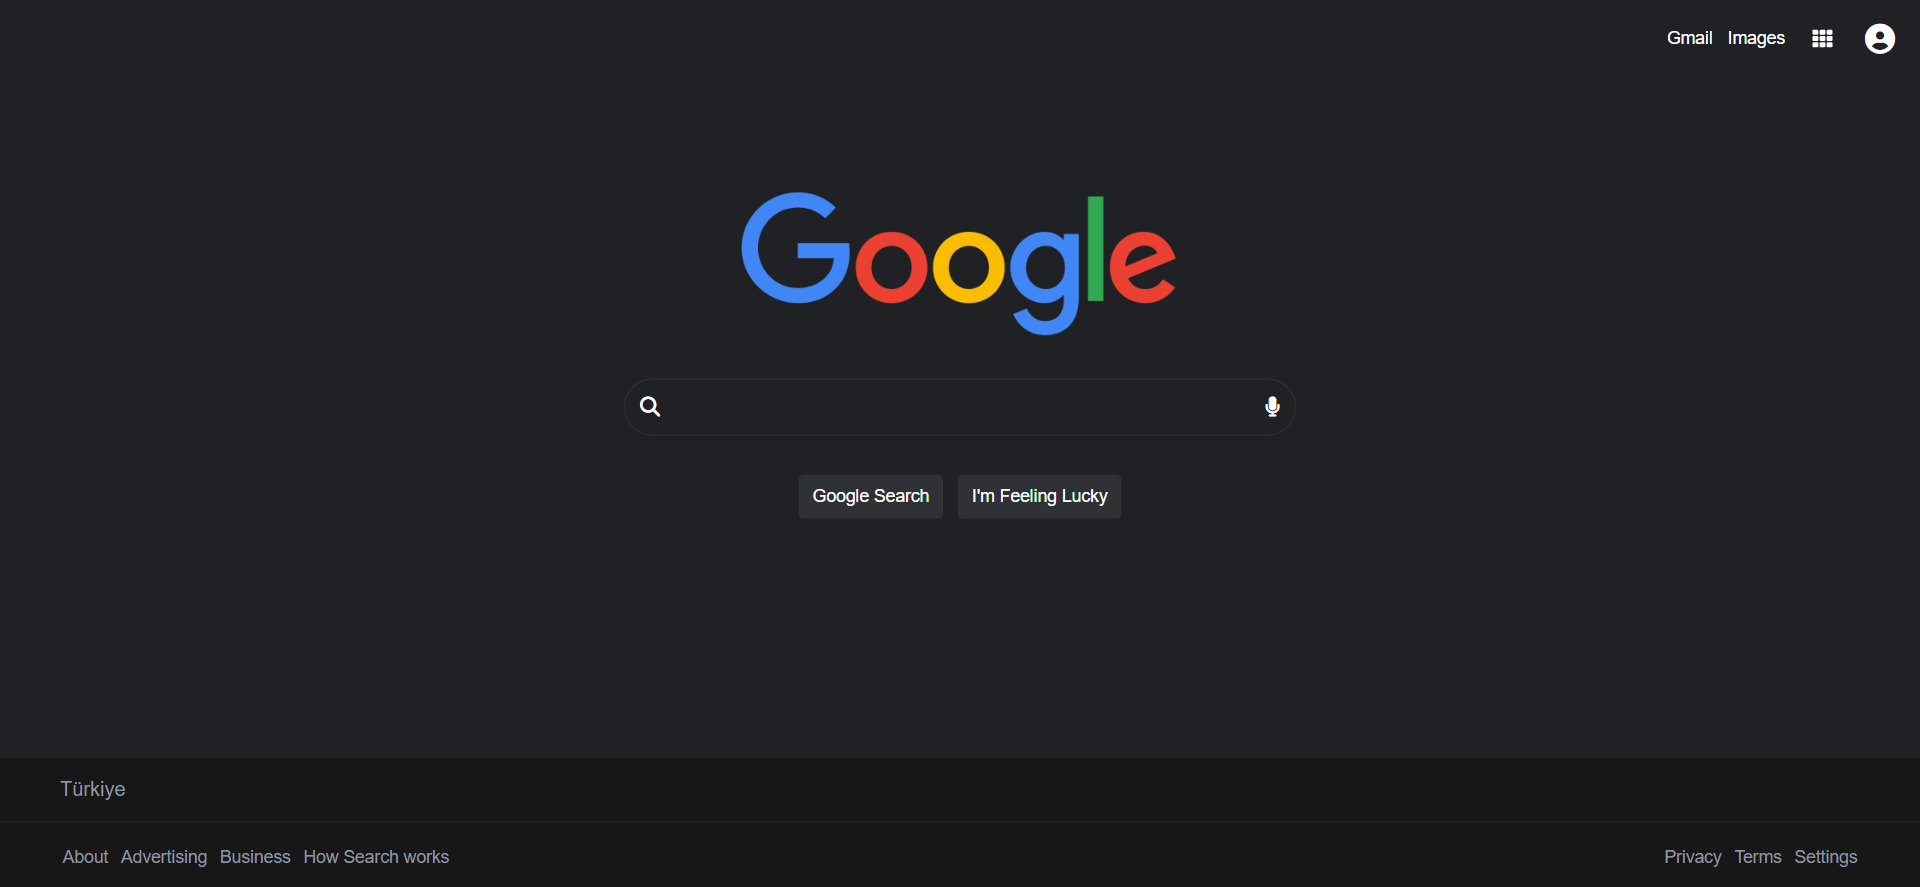 Gmail Images
Google
Google Search I'm Feeling Lucky
Türkiye
About Advertising Business How Search works Privacy Terms Settings